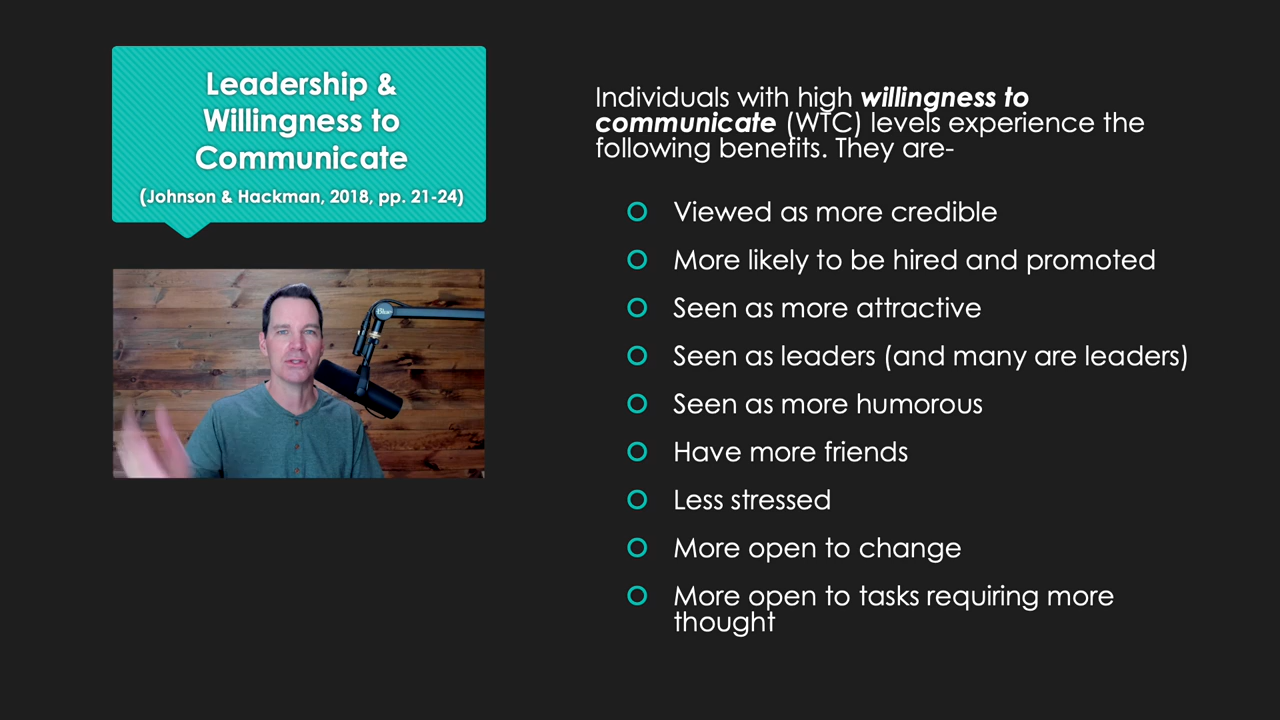 Leadership &
Willingness to
Communicate
(Johnson & Hackman, 2018, pp. 21-24)
Individuals with high willingness to
communicate (WTC) levels experience the
following benefits. They are-
Viewed as more credible
More likely to be hired and promoted
Seen as more attractive
Seen as leaders (and many are leaders)
Seen as more humorous
Have more friends
Less stressed
More open to change
More open to tasks requiring more
thought
Blue